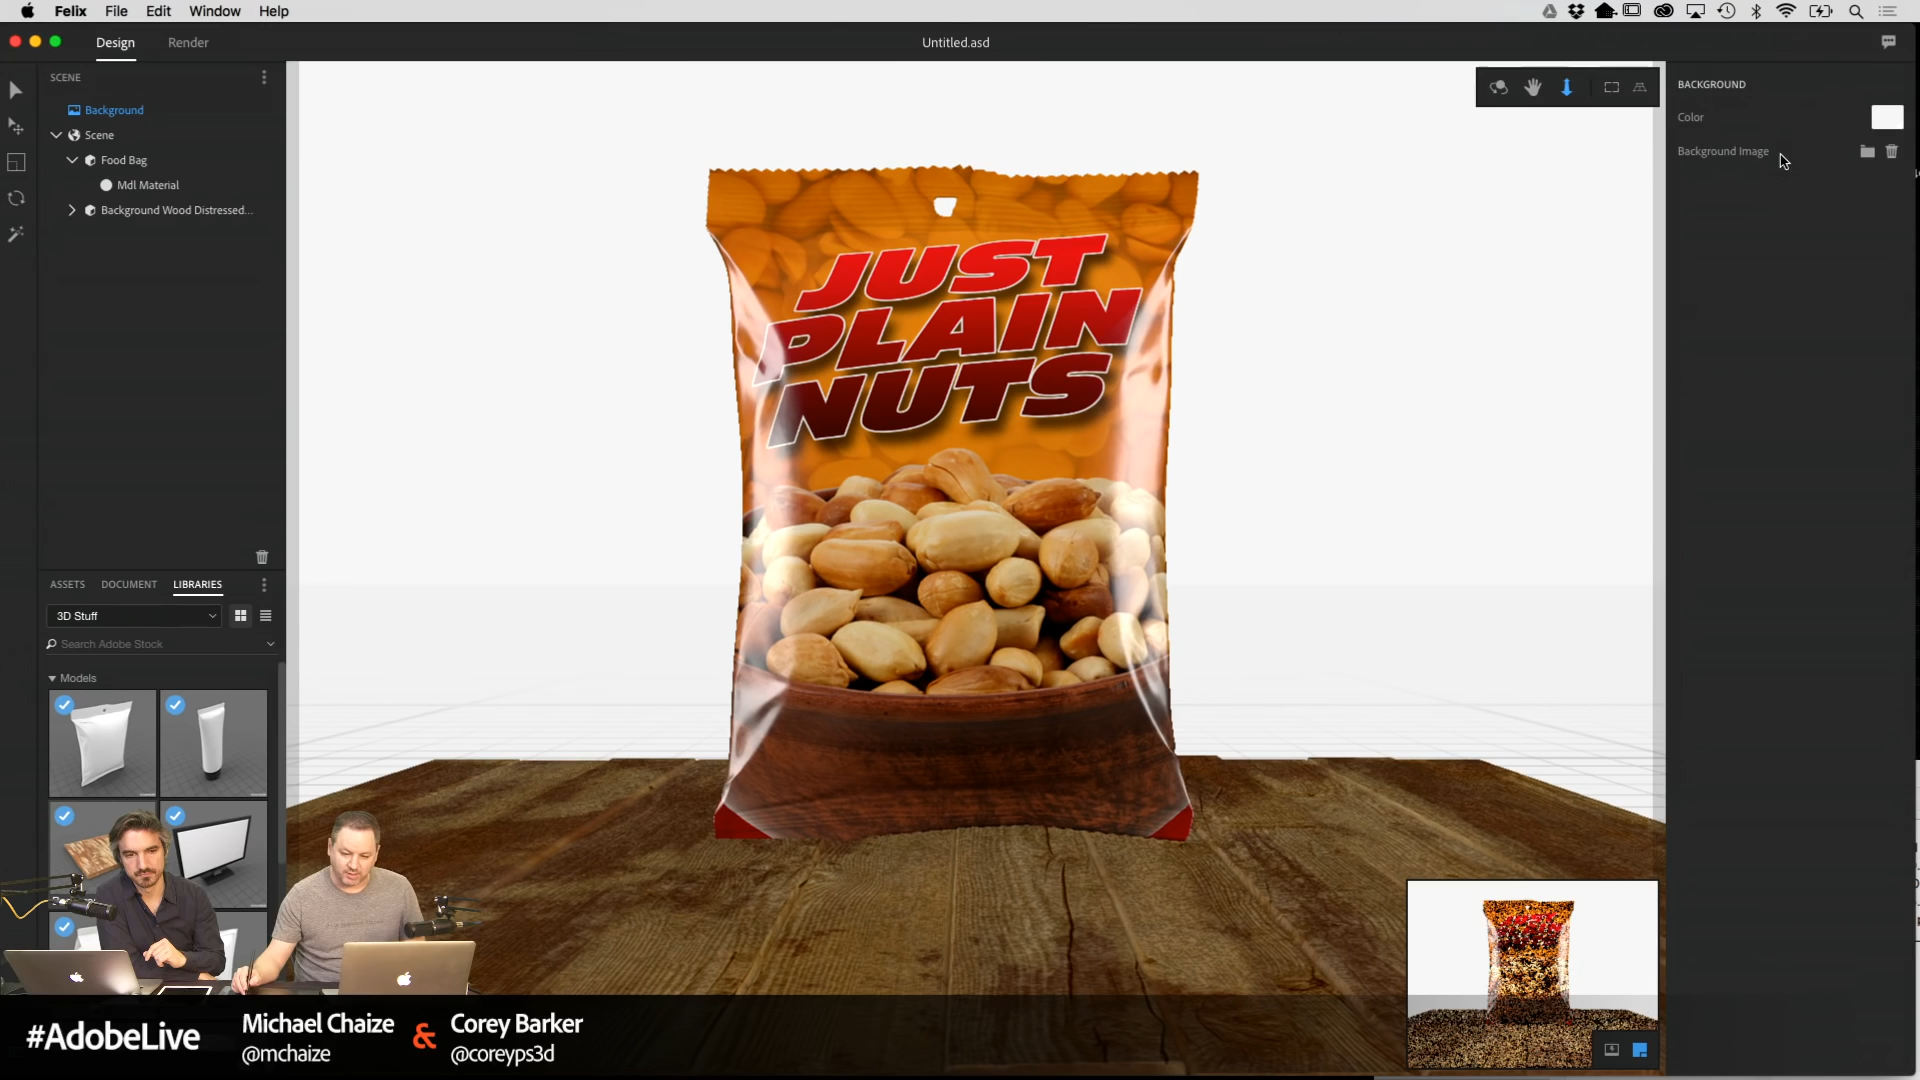 Felix File Edit Window Help
Design Render Untitled.asd
SCENE
Background
Scene
Food Bag
Mdl Material
Background Wood Distressed...
BACKGROUND
Color
Background Image
JUST
PLAIN
NUTS
ASSETS DOCUMENT LIBRARIES
3D Stuff
Search Adobe Stock
Models
#AdobeLive
Michael Chaize & Corey Barker
@mchaize @coreyps3d